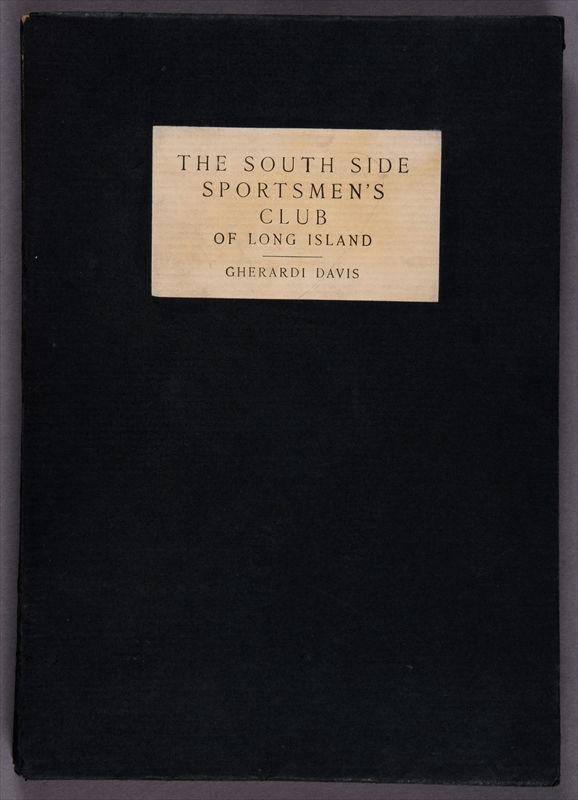 THE SOUTH SIDE
SPORTSMEN'S
CLUB
OF LONG ISLAND
GHERARDI DAVIS